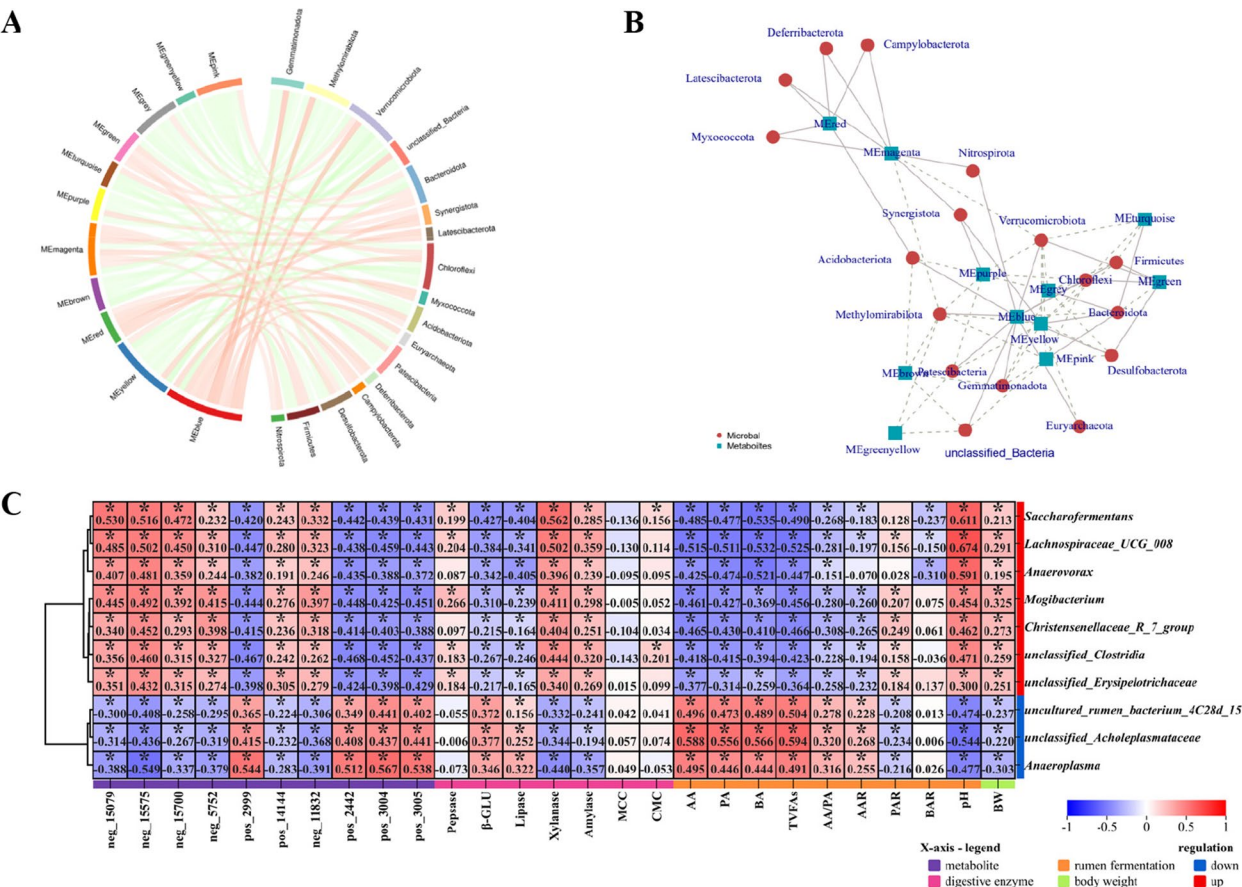 A
MEpink
MEgreenyellow
MEgray
MEgreen
MEturquoise
MEpurple
MEmagenta
MEbrown
MEred
MEyellow
MEblue
Gemmatimonadota
Methylomirabilota
Verrucomicrobiota
unclassified_Bacteria
Bacteroidota
Synergistota
Latescibacterota
Chloroflexi
Myxococcota
Acidobacteriota
Euryarchaeota
Patescibacteria
Deferribacterota
Campylobacterota
Desulfobacterota
Firmicutes
Nitrospirota
B
Deferribacterota
Campylobacterota
Latescibacterota
MEred
Myxococcota
MEmagenta
Nitrospirota
Synergistota
Verrucomicrobiota
MEturquoise
Acidobacteriota
Firmicutes
MEpurple
Chloroflexi
MEgreen
MEgrey
Methylomirabilota
MEblue
Bacteroidota
MEyellow
MEpink
Desulfobacterota
MEbrown
Patescibacteria
Gemmatimonadota
Euryarchaeota
MEgreenyellow
unclassified_Bacteria
Microbal
Metaboltes
C
* * * * * * * * * * * * * * * * * * * * * * * * *
0.530 0.516 0.472 0.232 -0.420 0.243 0.332 -0.442 -0.439 -0.431 0.199 -0.427 -0.404 0.562 0.285 -0.136 0.156 -0.485 -0.477 -0.535 -0.490 -0.268 -0.183 0.128 -0.237 0.611 0.213 Saccharofermentans
0.485 0.502 0.450 0.310 -0.447 0.280 0.323 -0.438 -0.459 -0.443 0.204 -0.384 -0.341 0.502 0.359 -0.130 0.114 -0.515 -0.511 -0.532 -0.525 -0.281 -0.197 0.156 -0.150 0.674 0.291 Lachnospiraceae_UCG_008
0.407 0.481 0.359 0.244 -0.382 0.191 0.246 -0.435 -0.388 -0.372 0.087 -0.342 -0.405 0.396 0.249 -0.095 0.095 -0.425 -0.474 -0.521 -0.447 -0.151 -0.070 0.028 -0.310 0.591 0.195 Anaerovorax
0.445 0.492 0.392 0.415 -0.444 0.276 0.397 -0.448 -0.425 -0.451 0.266 -0.310 -0.239 0.411 0.298 -0.005 0.052 -0.461 -0.427 -0.369 -0.456 -0.280 -0.260 0.207 0.075 0.454 0.325 Mogibacterium
0.340 0.452 0.293 0.398 -0.415 0.236 0.318 -0.414 -0.403 -0.388 0.097 -0.215 -0.164 0.404 0.251 -0.104 0.034 -0.465 -0.430 -0.410 -0.466 -0.308 -0.265 0.249 0.061 0.462 0.273 Christensenellaceae_R_7_group
0.356 0.460 0.315 0.327 -0.467 0.242 0.262 -0.468 -0.452 -0.437 0.183 -0.267 -0.246 0.444 0.320 -0.143 0.201 -0.418 -0.415 -0.394 -0.423 -0.228 -0.194 0.158 -0.036 0.471 0.259 unclassified_Clostridia
0.351 0.432 0.315 0.274 -0.398 0.305 0.279 -0.424 -0.398 -0.429 0.184 -0.217 -0.165 0.340 0.269 0.015 0.099 -0.377 -0.314 -0.259 -0.364 -0.258 -0.232 0.184 0.137 0.300 0.251 unclassified_Erysipelotrichaceae
-0.300 -0.408 -0.258 -0.295 0.365 -0.224 -0.306 0.349 0.441 0.402 -0.055 0.372 0.156 -0.332 -0.241 0.042 0.041 0.496 0.473 0.489 0.504 0.278 0.228 -0.208 0.013 -0.474 -0.237 uncultured_rumen_bacterium_4C28d_15
-0.314 -0.436 -0.267 -0.319 0.415 -0.232 -0.368 0.408 0.437 0.441 -0.006 0.377 0.252 -0.344 -0.194 0.057 0.074 0.588 0.556 0.566 0.594 0.320 0.268 -0.234 0.006 -0.544 -0.220 unclassified_Acholeplasmataceae
-0.388 -0.549 -0.337 -0.379 0.544 -0.283 -0.391 0.512 0.567 0.538 -0.073 0.346 0.322 -0.440 -0.357 0.049 -0.053 0.495 0.446 0.444 0.491 0.316 0.255 -0.216 0.026 -0.477 -0.303 Anaeroplasma
neg_15079 neg_15575 neg_15700 neg_5752 pos_29991 pos_14144 neg_11832 pos_22442 pos_3004 pos_3005 Pepsase β-GLU Lipase Xylanase Amylase MCC CMC AA PA BA TVFAs AA/PA AAR PAR BAR pH BW
-1 -0.5 0 0.5 1
X-axis - legend regulation
metabolite rumen fermentation down
digestive enzyme body weight up